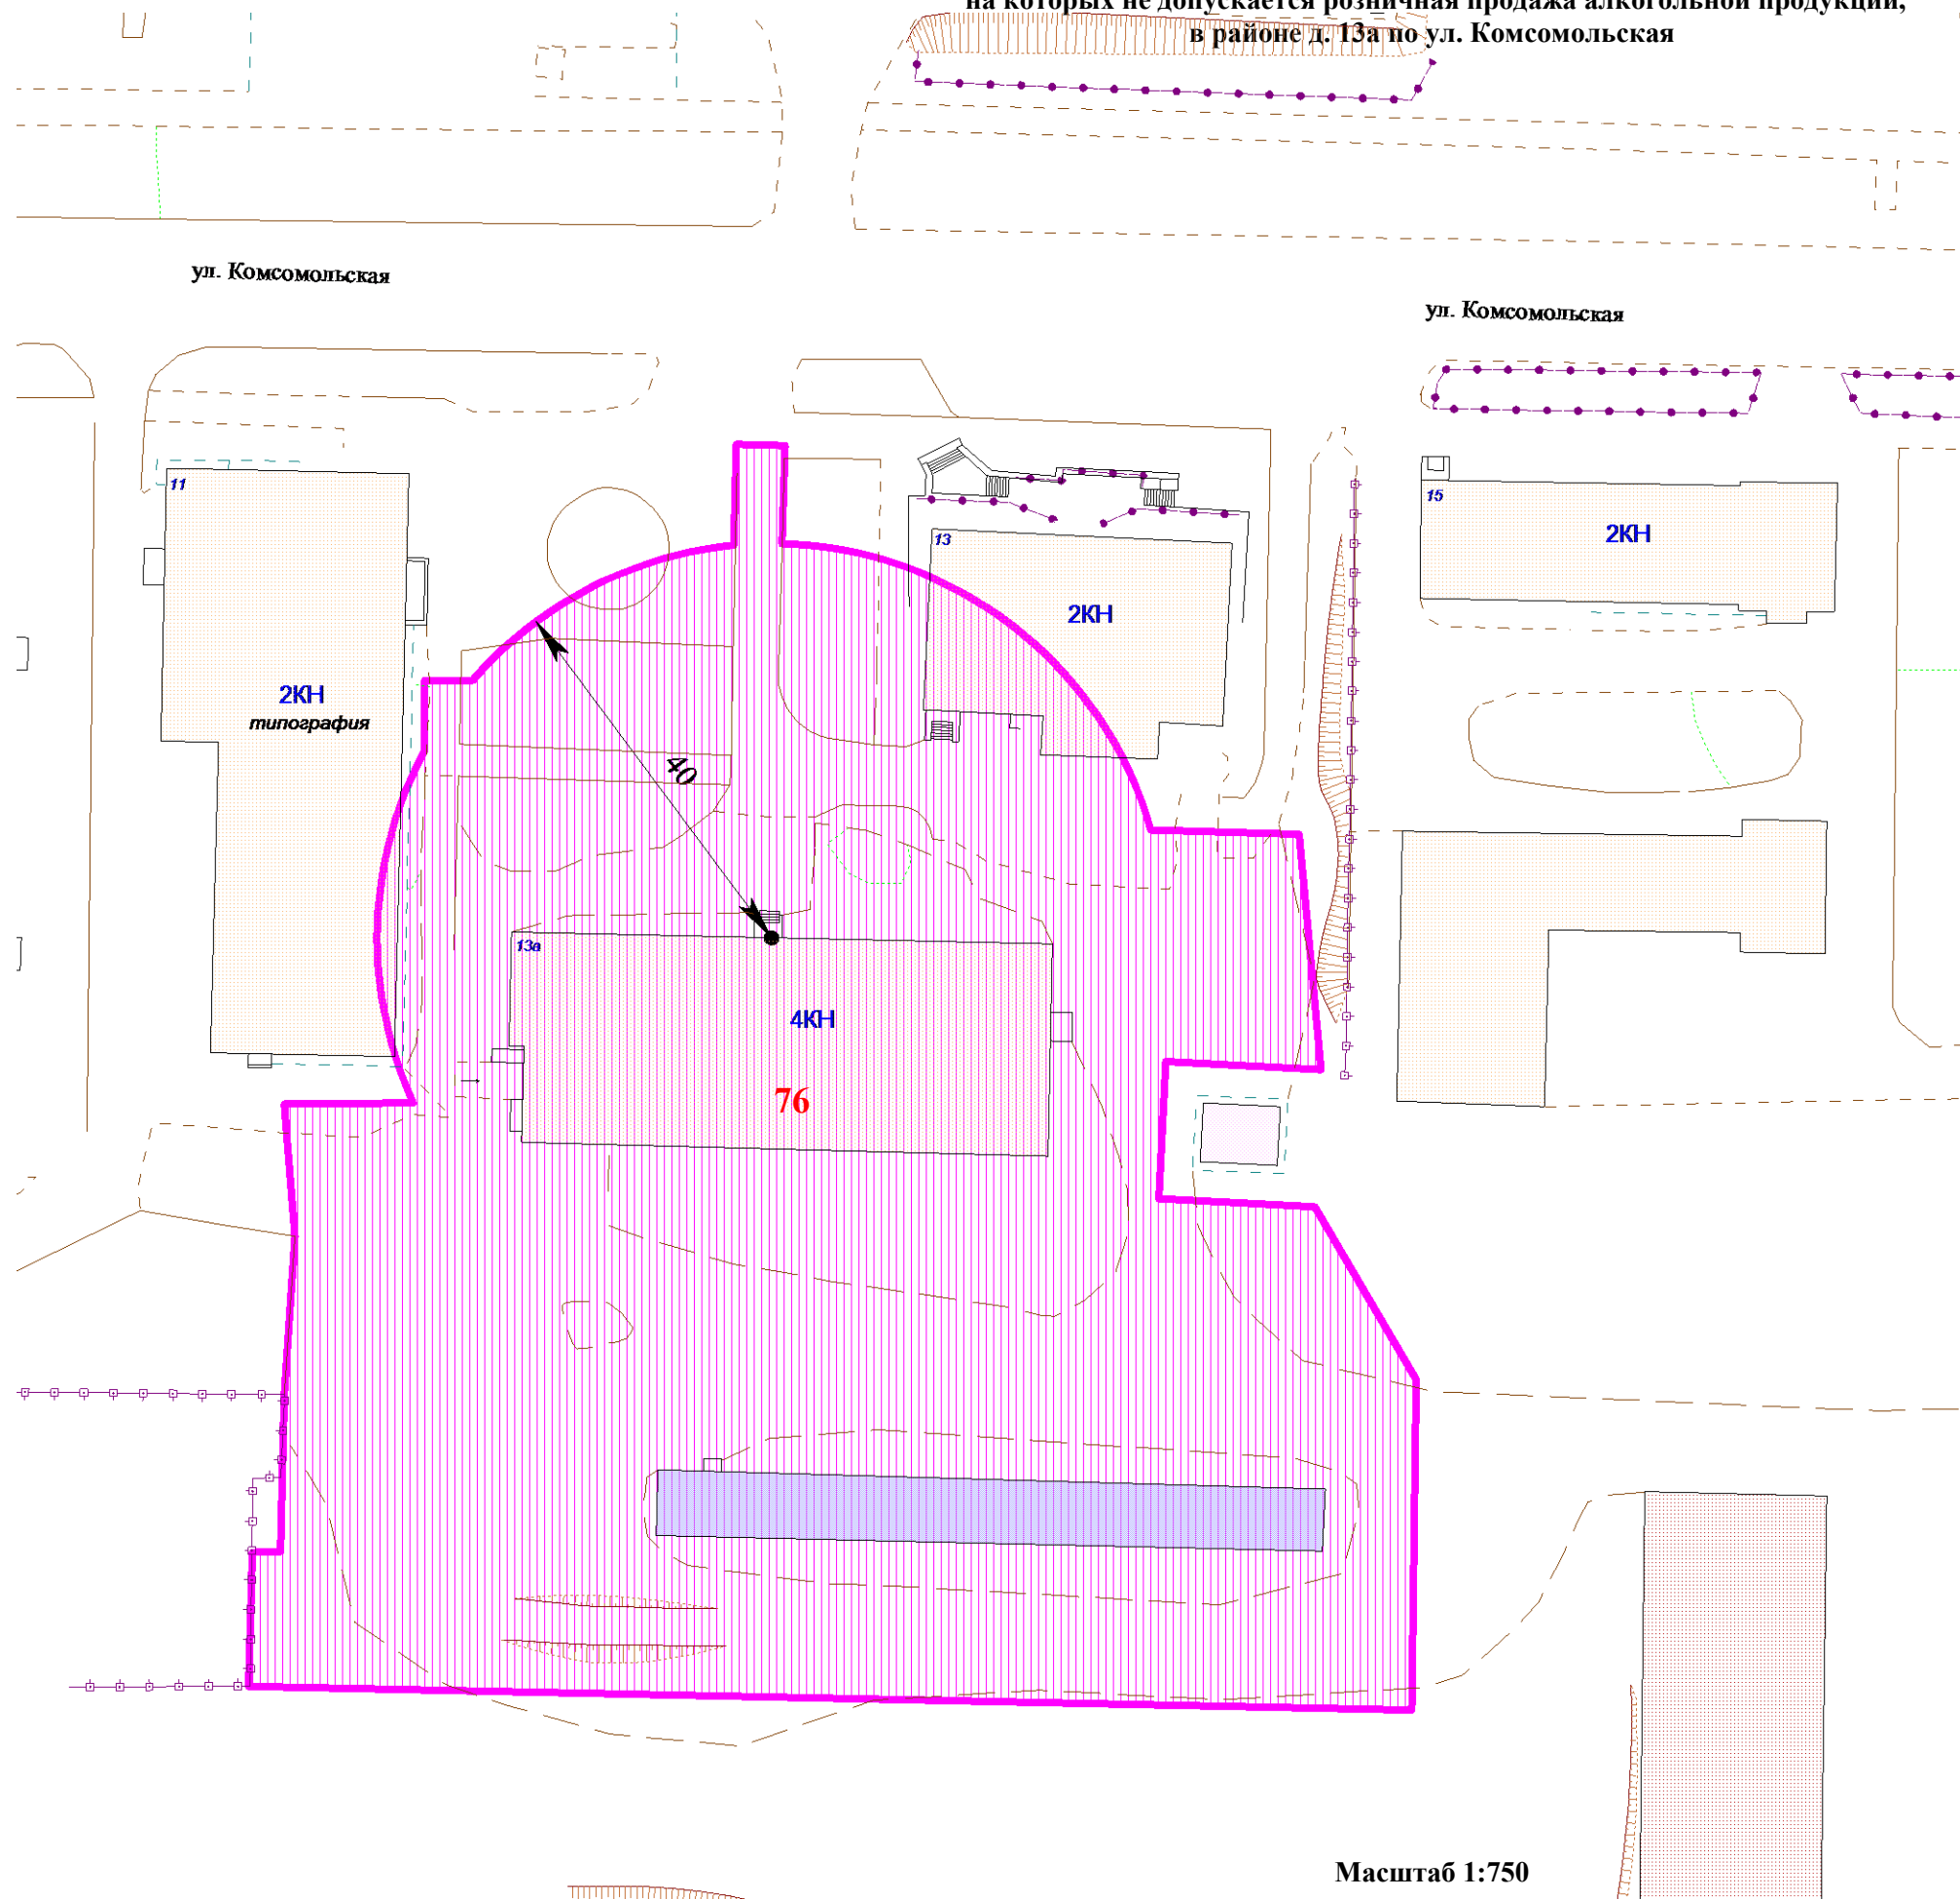 на которых не допускается розничная продажа алкогольной продукции,
в районе д. 13а по ул. Комсомольская
ул. Комсомольская
ул. Комсомольская
11
13
15
2КН
2КН
2КН
типография
40
13а
4КН
76
Масштаб 1:750